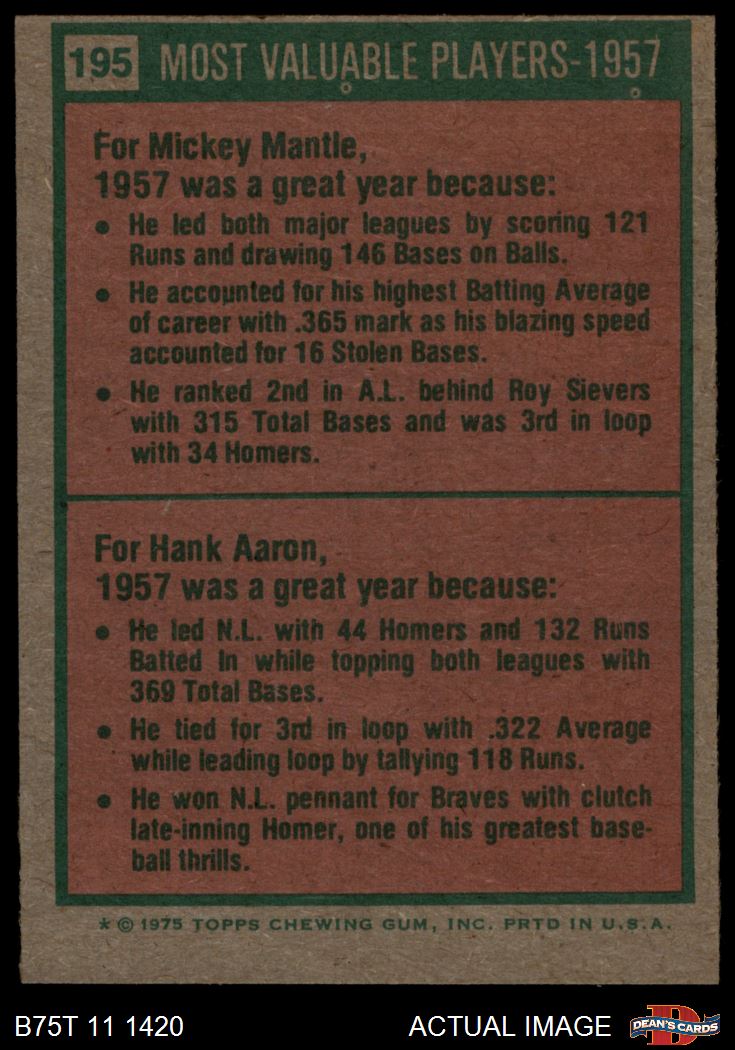 195 MOST VALUABLE PLAYERS-1957
For Mickey Mantle,
1957 was a great year because:
• He led both major leagues by scoring 121
Runs and drawing 146 Bases on Balls.
• He accounted for his highest Batting Average
of career with .365 mark as his blazing speed
accounted for 16 Stolen Bases.
• He ranked 2nd in A.L. behind Roy Sievers
with 315 Total Bases and was 3rd in loop
with 34 Homers.
For Hank Aaron,
1957 was a great year because:
• He led N.L. with 44 Homers and 132 Runs
Batted In while topping both leagues with
369 Total Bases.
• He tied for 3rd in loop with .322 Average
while leading loop by tallying 118 Runs.
• He won N.L. pennant for Braves with clutch
late-inning Homer, one of his greatest base-
ball thrills.
* © 1975 TOPPS CHEWING GUM, INC. PRTD IN U.S.A.
B75T 11 1420 ACTUAL IMAGE D DEAN'S CARDS